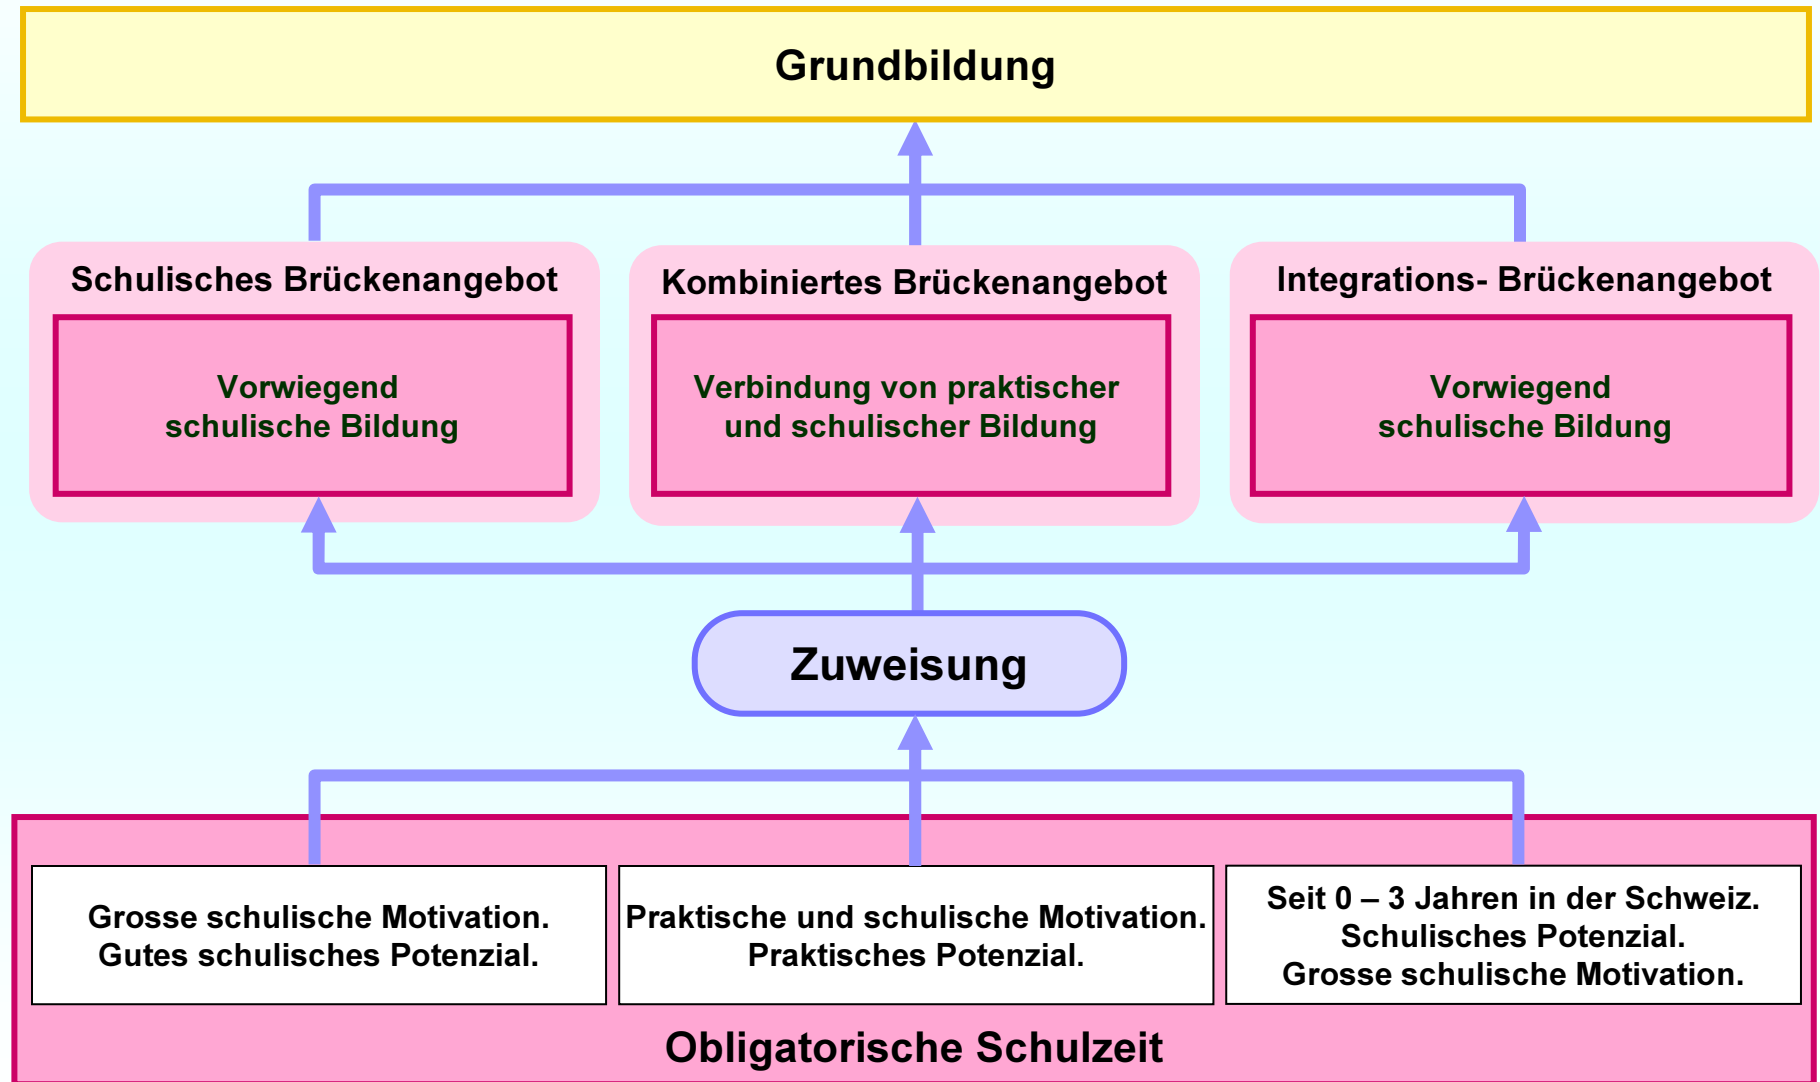 Grundbildung
Schulisches Brückenangebot
Vorwiegend
schulische Bildung
Kombiniertes Brückenangebot
Verbindung von praktischer
und schulischer Bildung
Integrations- Brückenangebot
Vorwiegend
schulische Bildung
Zuweisung
Grosse schulische Motivation.
Gutes schulisches Potenzial.
Praktische und schulische Motivation.
Praktisches Potenzial.
Seit 0 – 3 Jahren in der Schweiz.
Schulisches Potenzial.
Grosse schulische Motivation.
Obligatorische Schulzeit